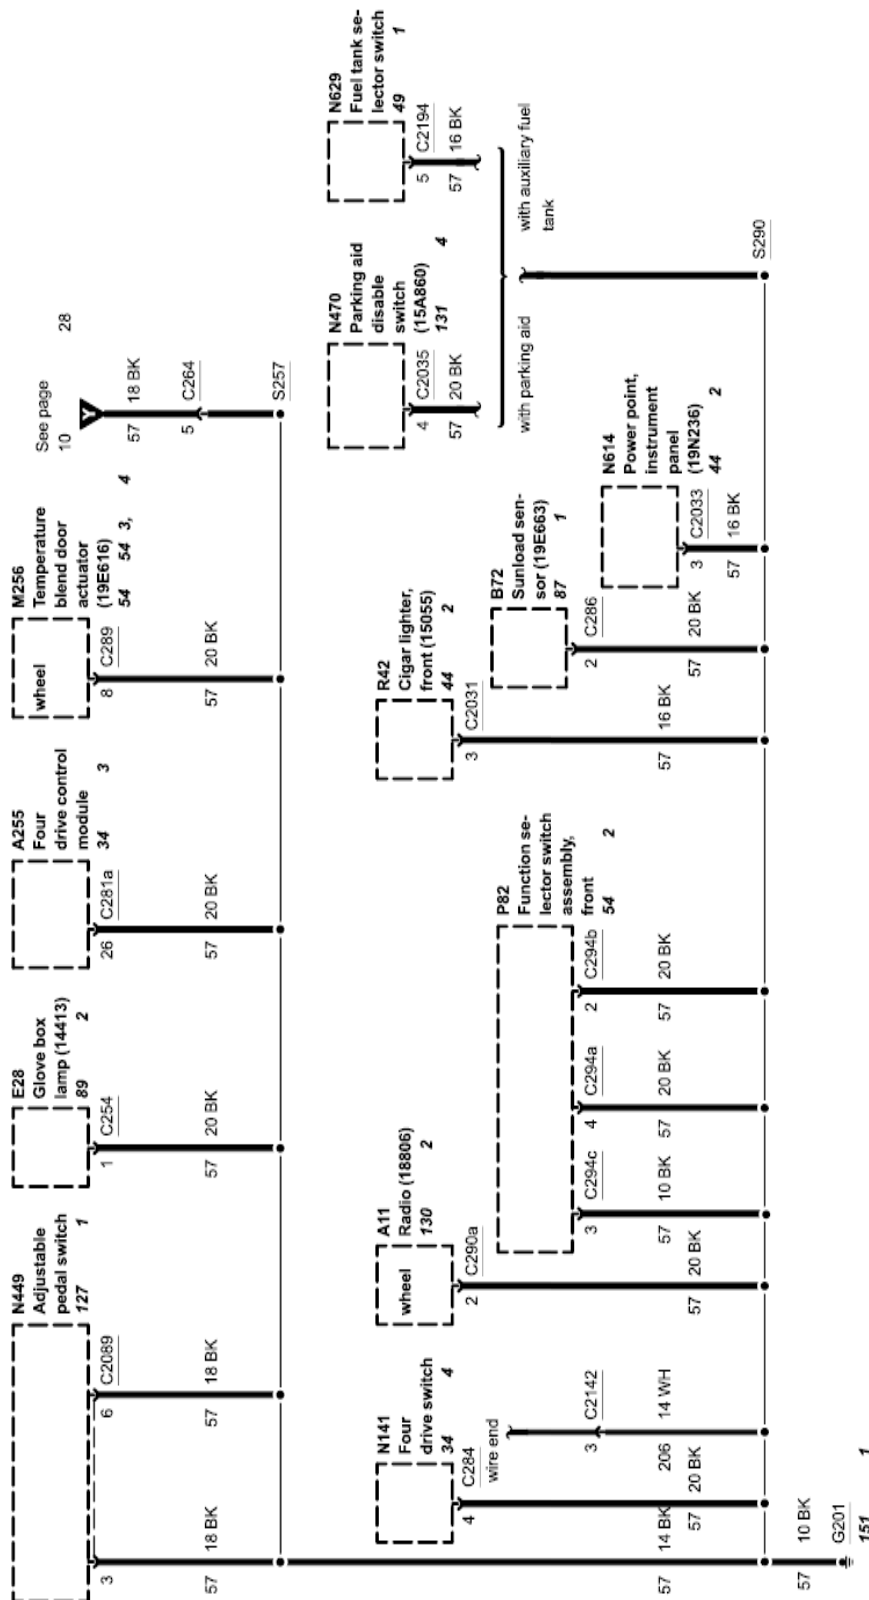 N449
Adjustable
pedal switch
127 1
3
18 BK
57
6
C2089
18 BK
57
E28
Glove box
lamp (14413)
89 2
1
C254
20 BK
57
A255
Four
drive control
module
34 3
26
C281a
20 BK
57
wheel
M256
Temperature
blend door
actuator
(19E616)
54 54 3, 4
8
C289
20 BK
57
See page
10 28
Y
57
18 BK
5
C264
S257
N141
Four
drive switch
34 4
4
C284
wire end
3
C2142
206
14 WH
57
20 BK
57
14 BK
wheel
A11
Radio (18806)
130 2
2
C290a
57
20 BK
P82
Function se-
lector switch
assembly,
front
54 2
3
C294c
57
10 BK
4
C294a
57
20 BK
2
C294b
57
20 BK
R42
Cigar lighter,
front (15055)
44 2
3
C2031
57
16 BK
B72
Sunload sen-
sor (19E663)
87 1
2
C286
57
20 BK
N614
Power point,
instrument
panel
(19N236)
44 2
3
C2033
57
16 BK
N470
Parking aid
disable
switch
(15A860)
131 4
4
C2035
57
20 BK
N629
Fuel tank se-
lector switch
49 1
5
C2194
57
16 BK
with parking aid
with auxiliary fuel
tank
S290
57
10 BK
G201
151 1